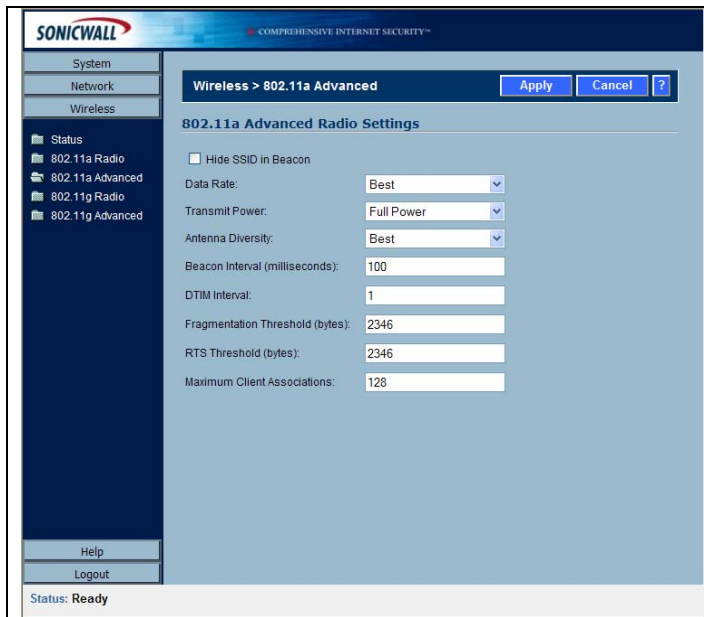 SONICWALL
COMPREHENSIVE INTERNET SECURITY™
System
Network
Wireless
Status
802.11a Radio
802.11a Advanced
802.11g Radio
802.11g Advanced
Help
Logout
Wireless > 802.11a Advanced
Apply
Cancel
?
802.11a Advanced Radio Settings
Hide SSID in Beacon
Data Rate: Best
Transmit Power: Full Power
Antenna Diversity: Best
Beacon Interval (milliseconds): 100
DTIM Interval: 1
Fragmentation Threshold (bytes): 2346
RTS Threshold (bytes): 2346
Maximum Client Associations: 128
Status: Ready